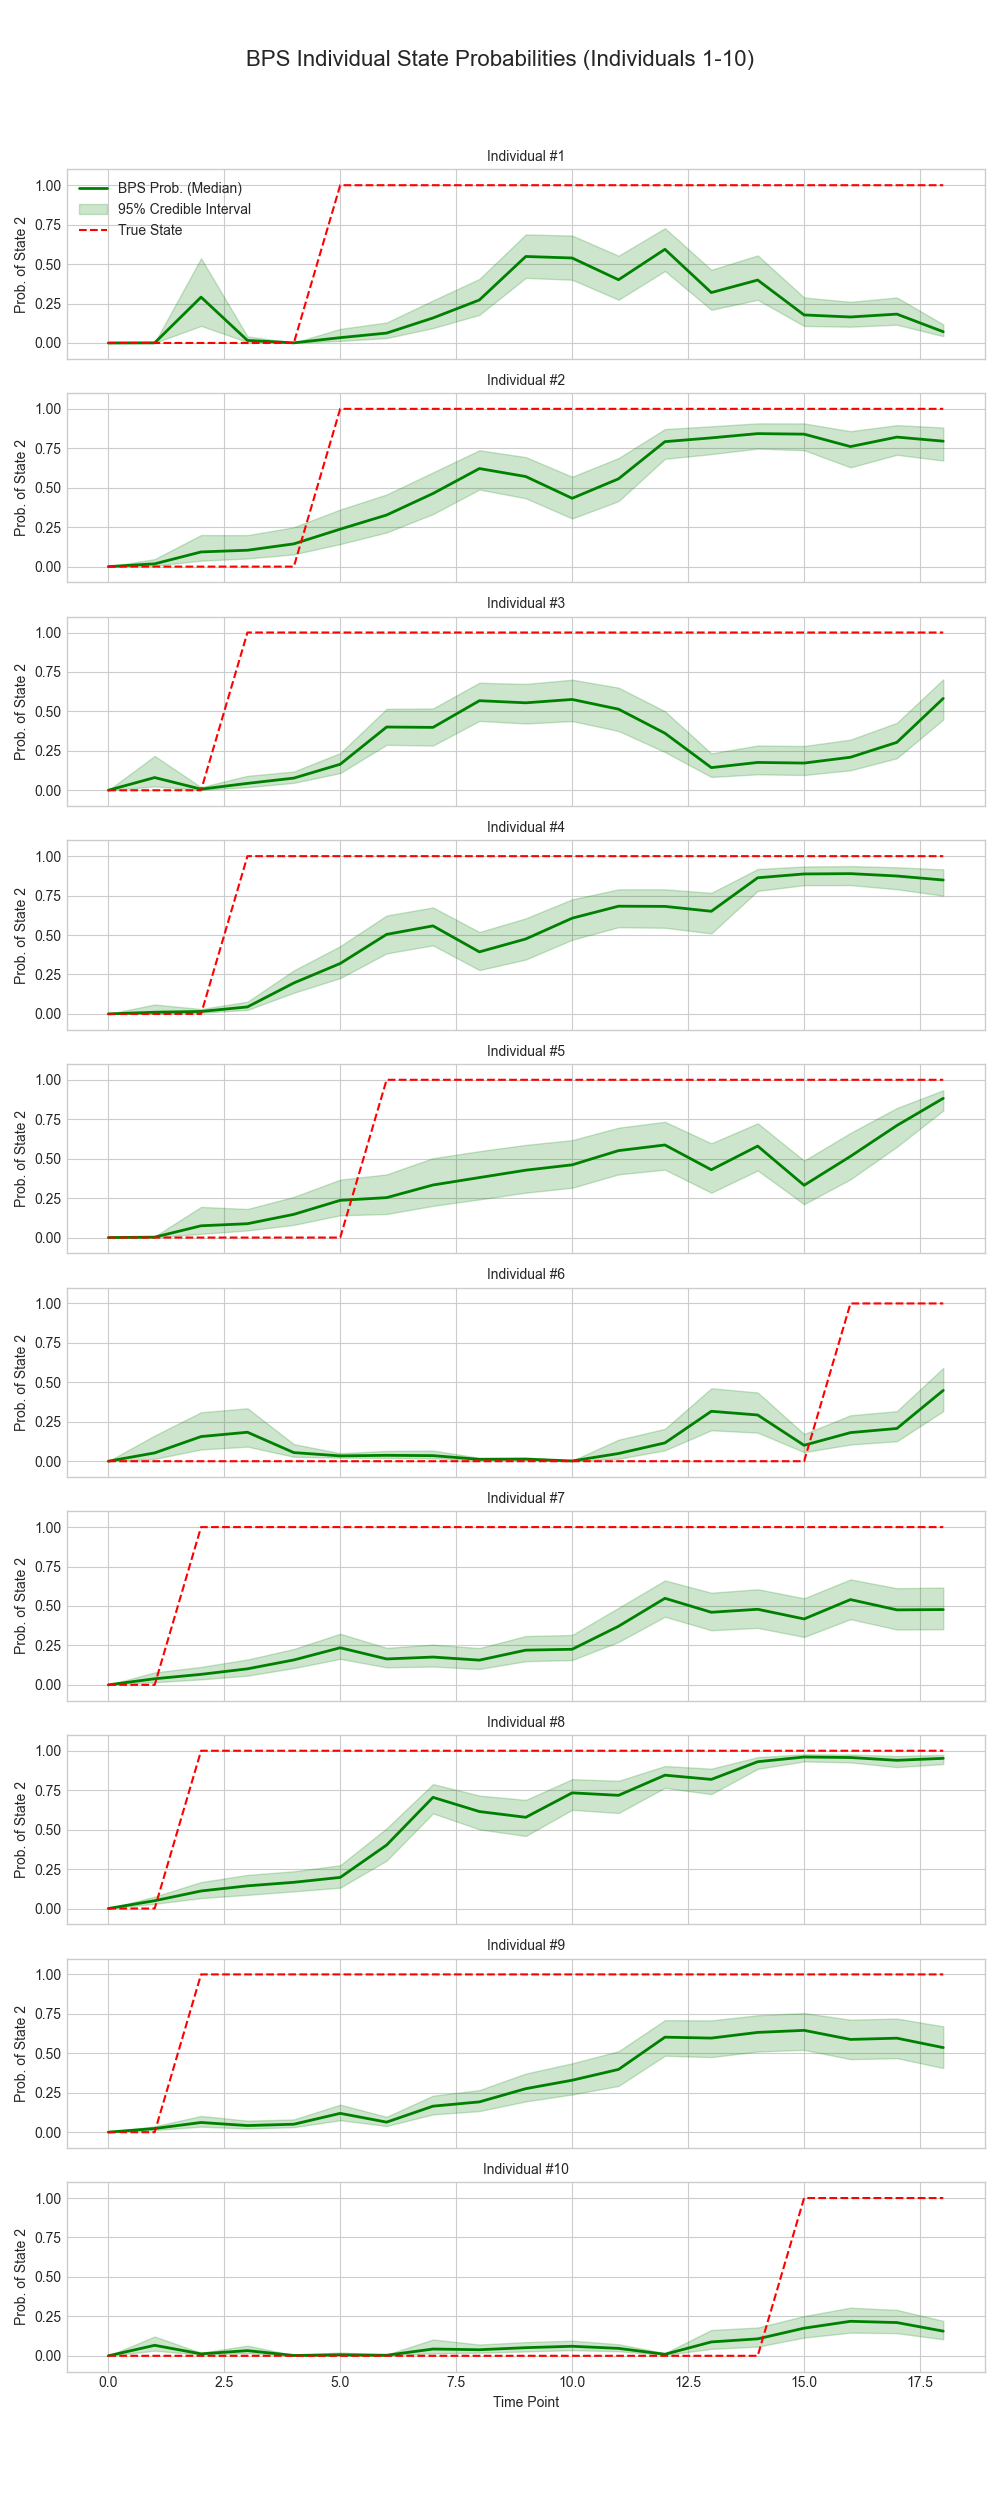 BPS Individual State Probabilities (Individuals 1-10)
Individual #1
BPS Prob. (Median)
95% Credible Interval
True State
Prob. of State 2
1.00
0.75
0.50
0.25
0.00
Individual #2
Prob. of State 2
1.00
0.75
0.50
0.25
0.00
Individual #3
Prob. of State 2
1.00
0.75
0.50
0.25
0.00
Individual #4
Prob. of State 2
1.00
0.75
0.50
0.25
0.00
Individual #5
Prob. of State 2
1.00
0.75
0.50
0.25
0.00
Individual #6
Prob. of State 2
1.00
0.75
0.50
0.25
0.00
Individual #7
Prob. of State 2
1.00
0.75
0.50
0.25
0.00
Individual #8
Prob. of State 2
1.00
0.75
0.50
0.25
0.00
Individual #9
Prob. of State 2
1.00
0.75
0.50
0.25
0.00
Individual #10
Prob. of State 2
1.00
0.75
0.50
0.25
0.00
0.0 2.5 5.0 7.5 10.0 12.5 15.0 17.5
Time Point